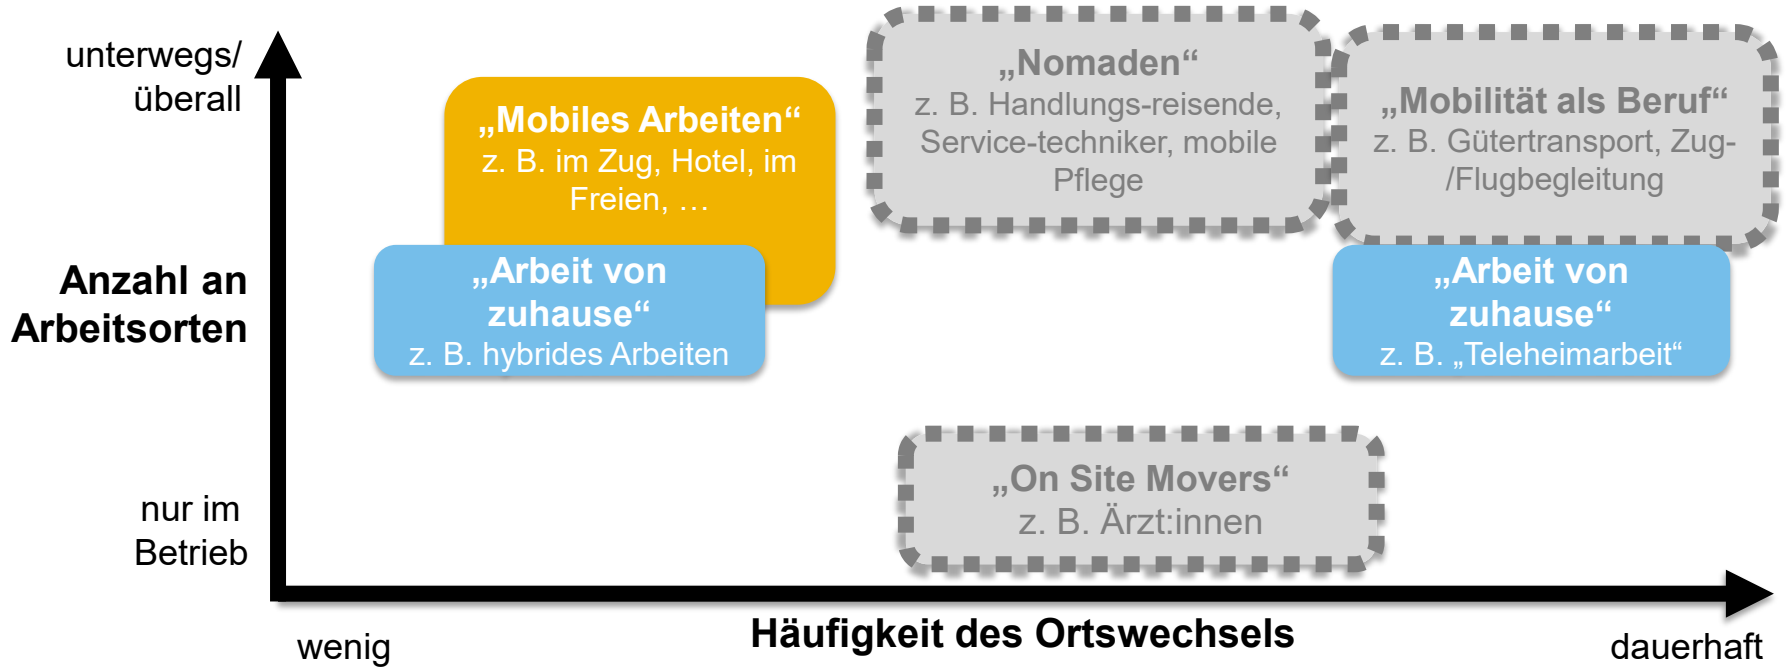 unterwegs/
überall
„Mobiles Arbeiten“
z. B. im Zug, Hotel, im
Freien, …
„Nomaden“
z. B. Handlungs-reisende,
Service-techniker, mobile
Pflege
„Mobilität als Beruf“
z. B. Gütertransport, Zug-
/Flugbegleitung
Anzahl an
Arbeitsorten
„Arbeit von
zuhause“
z. B. hybrides Arbeiten
„Arbeit von
zuhause“
z. B. „Teleheimarbeit“
nur im
Betrieb
„On Site Movers“
z. B. Ärzt:innen
wenig
Häufigkeit des Ortswechsels
dauerhaft